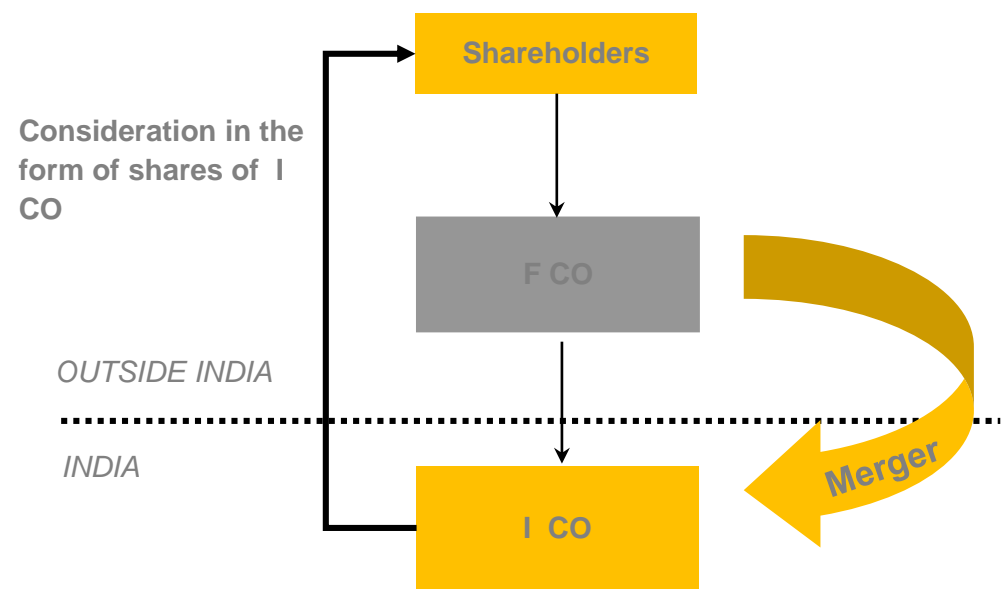 Shareholders
Consideration in the
form of shares of I
CO
F CO
OUTSIDE INDIA
INDIA
Merger
I CO